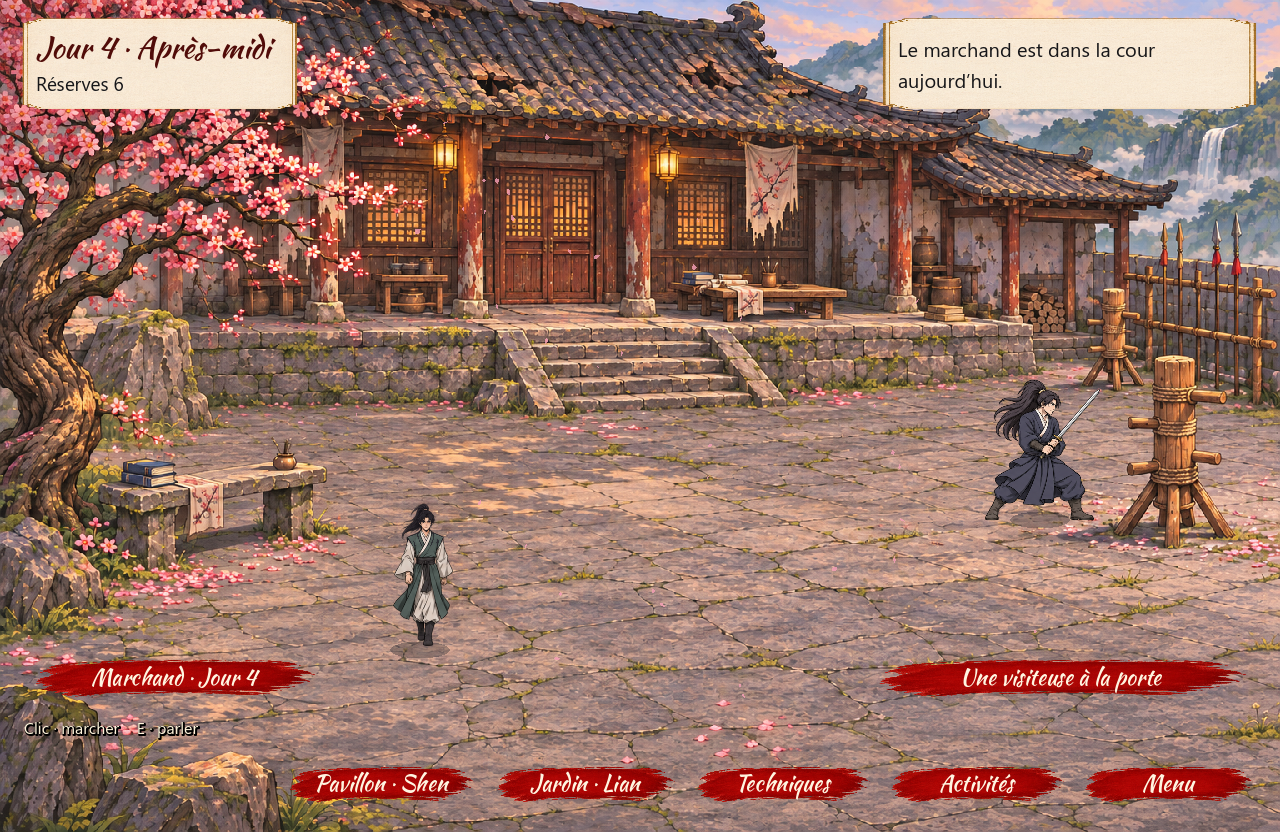 Jour 4 · Après-midi
Réserves 6
Le marchand est dans la cour
aujourd'hui.
Marchand · Jour 4
Une visiteuse à la porte
Clic · marcher · E · parler
Pavillon · Shen
Jardin · Lian
Techniques
Activités
Menu